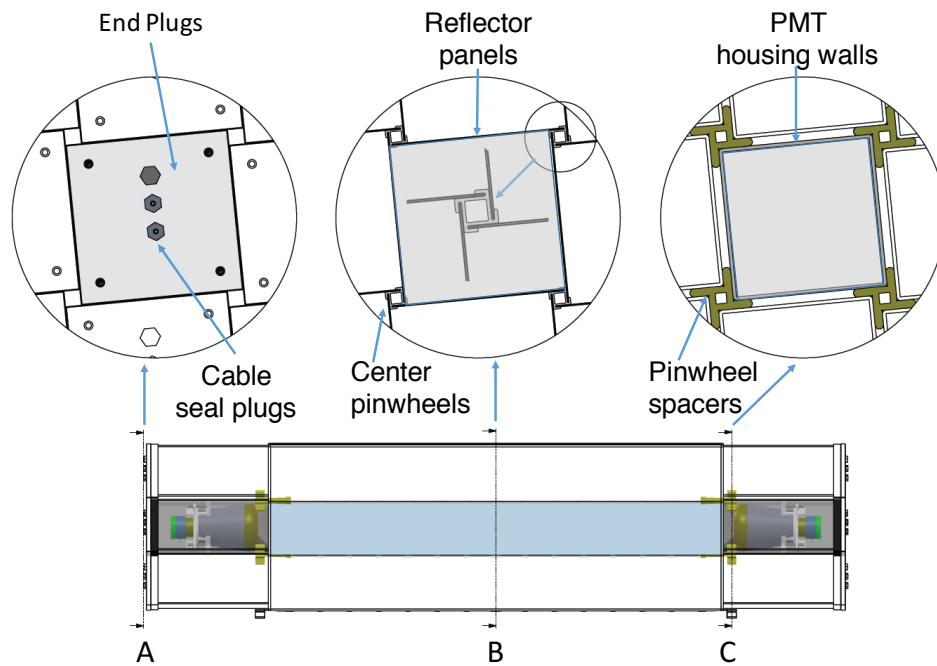 End Plugs
Reflector
panels
PMT
housing walls
Cable
seal plugs
Center
pinwheels
Pinwheel
spacers
A
B
C